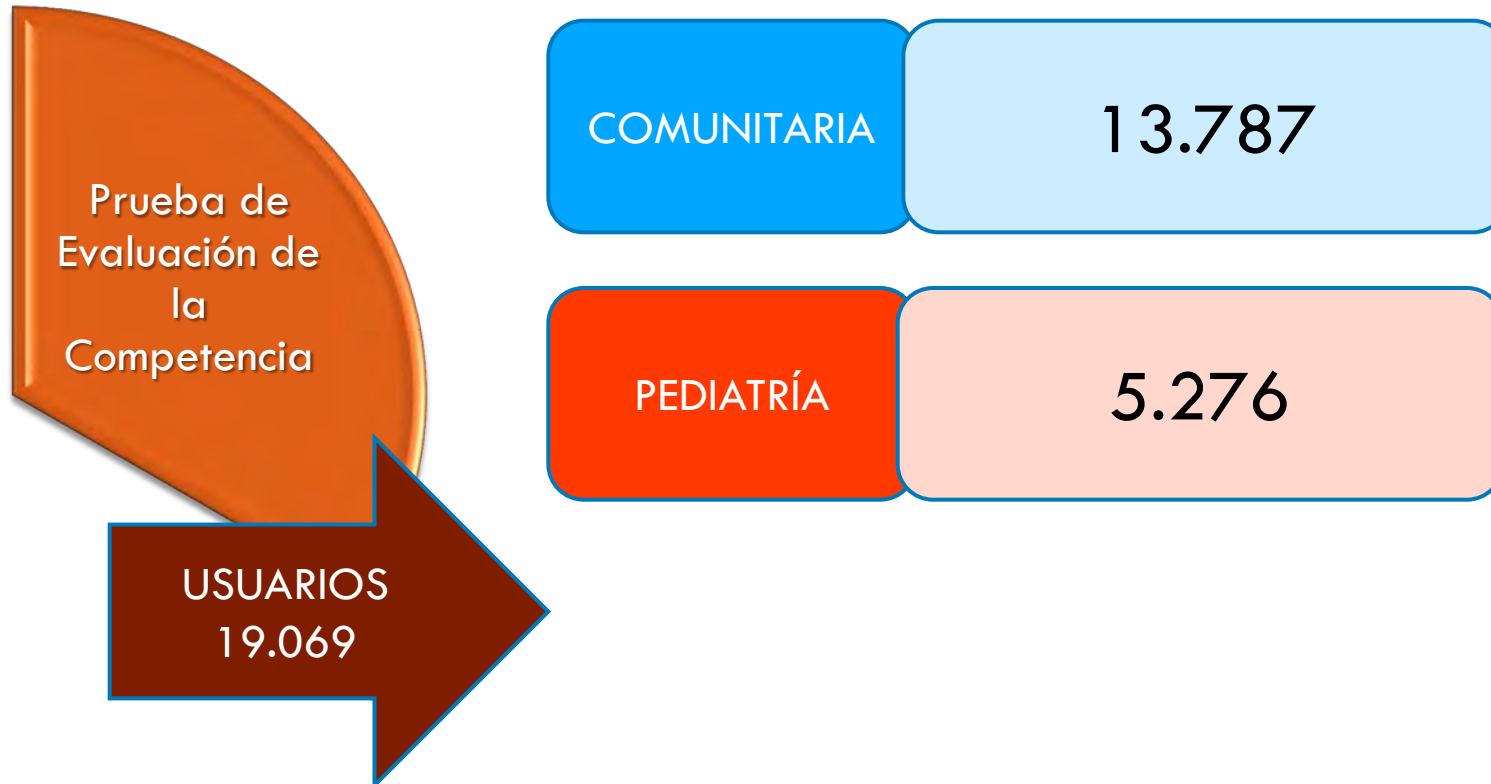 Prueba de
Evaluación de
la
Competencia
USUARIOS
19.069
COMUNITARIA
13.787
PEDIATRÍA
5.276